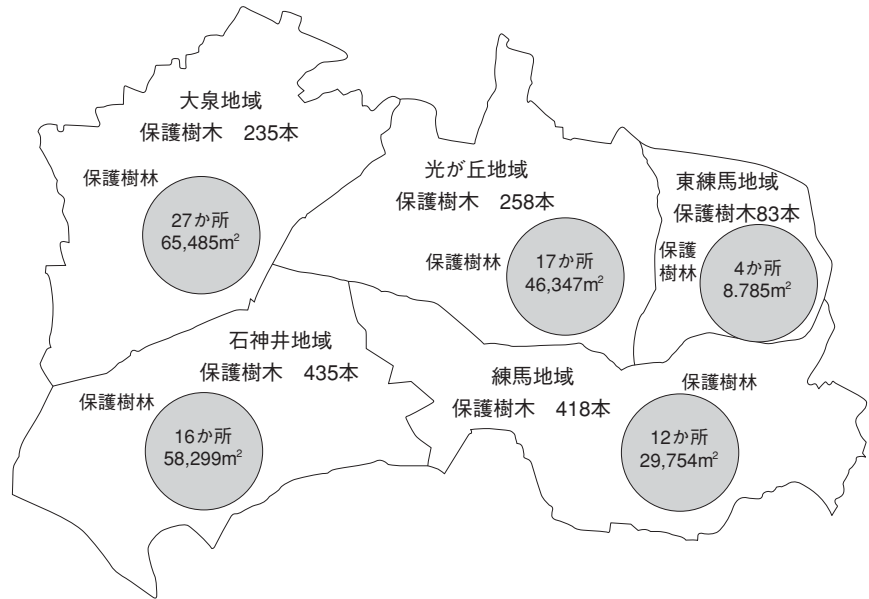 大泉地域
保護樹木　235本
保護樹林
27か所
65,485m²
光が丘地域
保護樹木　258本
保護樹林
17か所
46,347m²
東練馬地域
保護樹木83本
保護
樹林
4か所
8.785m²
石神井地域
保護樹木　435本
保護樹林
16か所
58,299m²
練馬地域
保護樹木　418本
保護樹林
12か所
29,754m²